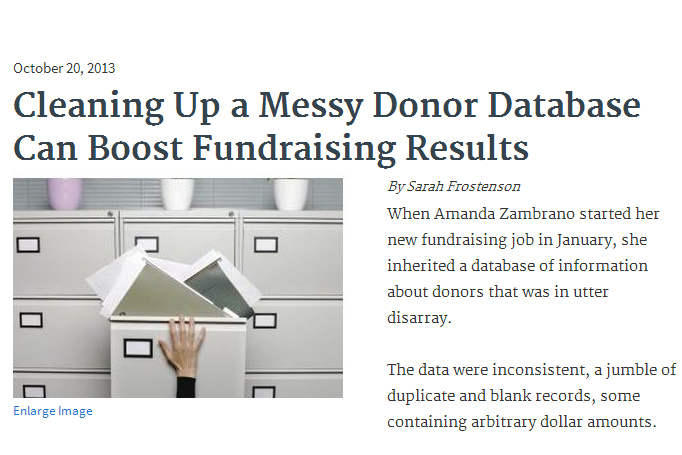 October 20, 2013
Cleaning Up a Messy Donor Database
Can Boost Fundraising Results
By Sarah Frostenson
When Amanda Zambrano started her
new fundraising job in January, she
inherited a database of information
about donors that was in utter
disarray.
The data were inconsistent, a jumble of
duplicate and blank records, some
containing arbitrary dollar amounts.
Enlarge Image